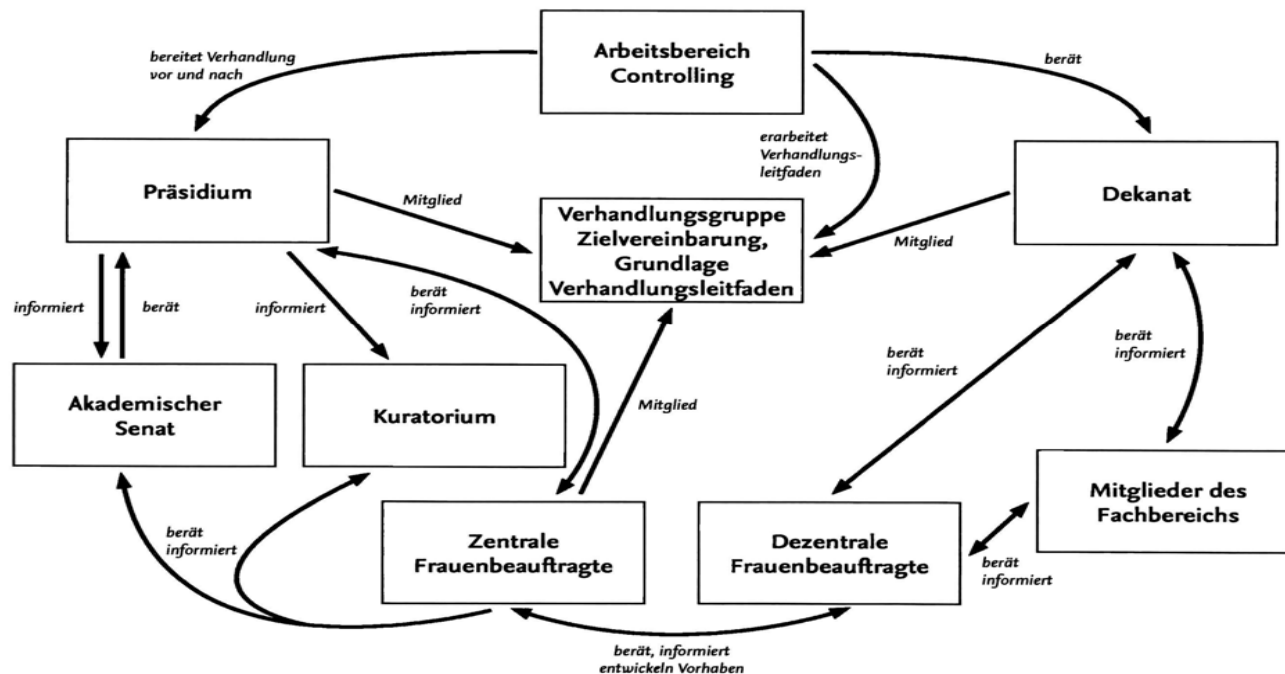 bereitet Verhandlung
vor und nach
Arbeitsbereich
Controlling
berät
erarbeitet
Verhandlungs-
leitfaden
Präsidium
Mitglied
Verhandlungsgruppe
Zielvereinbarung,
Grundlage
Verhandlungsleitfaden
Mitglied
Dekanat
informiert
berät
informiert
berät
informiert
berät
informiert
berät
informiert
Akademischer
Senat
Kuratorium
Mitglied
Mitglieder des
Fachbereichs
berät
informiert
Zentrale
Frauenbeauftragte
Dezentrale
Frauenbeauftragte
berät
informiert
berät, informiert
entwickeln Vorhaben